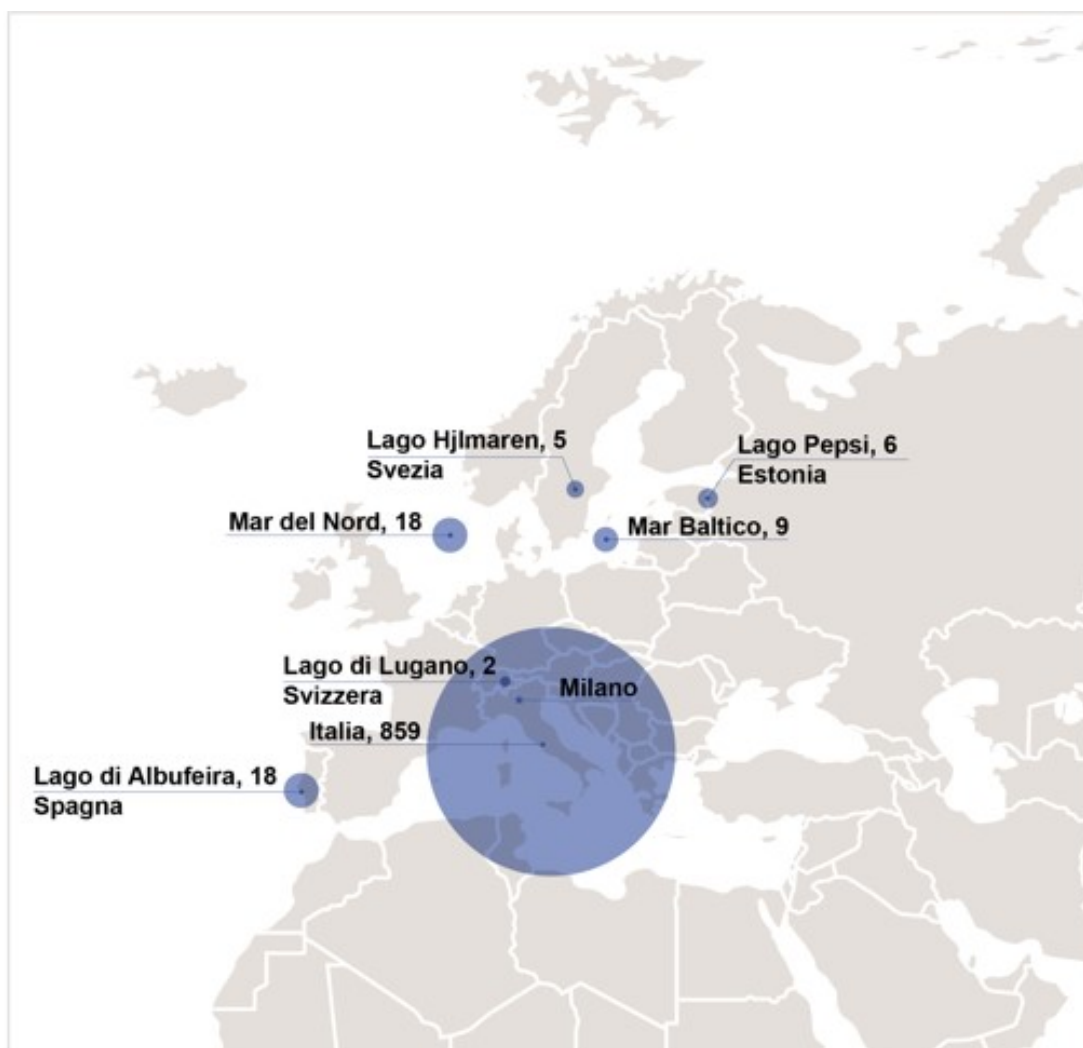 Lago Hjlmaren, 5
Svezia
Lago Pepsi, 6
Estonia
Mar del Nord, 18
Mar Baltico, 9
Lago di Lugano, 2
Svizzera
Milano
Italia, 859
Lago di Albufeira, 18
Spagna